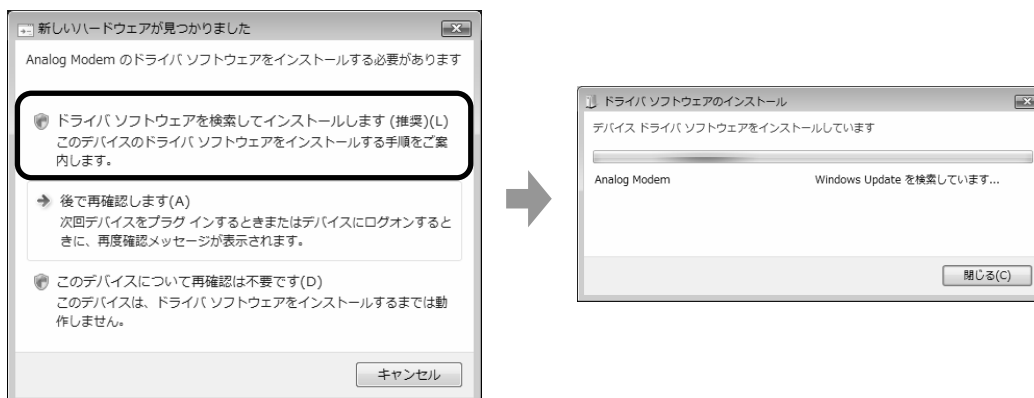 新しいハードウェアが見つかりました
Analog Modem のドライバ ソフトウェアをインストールする必要があります
ドライバ ソフトウェアを検索してインストールします (推奨)(L)
このデバイスのドライバ ソフトウェアをインストールする手順をご案
内します。
後で再確認します(A)
次回デバイスをプラグ インするときまたはデバイスにログオンすると
きに、再度確認メッセージが表示されます。
このデバイスについて再確認は不要です(D)
このデバイスは、ドライバ ソフトウェアをインストールするまでは動
作しません。
キャンセル
ドライバ ソフトウェアのインストール
デバイス ドライバ ソフトウェアをインストールしています
Analog Modem Windows Update を検索しています...
閉じる(C)